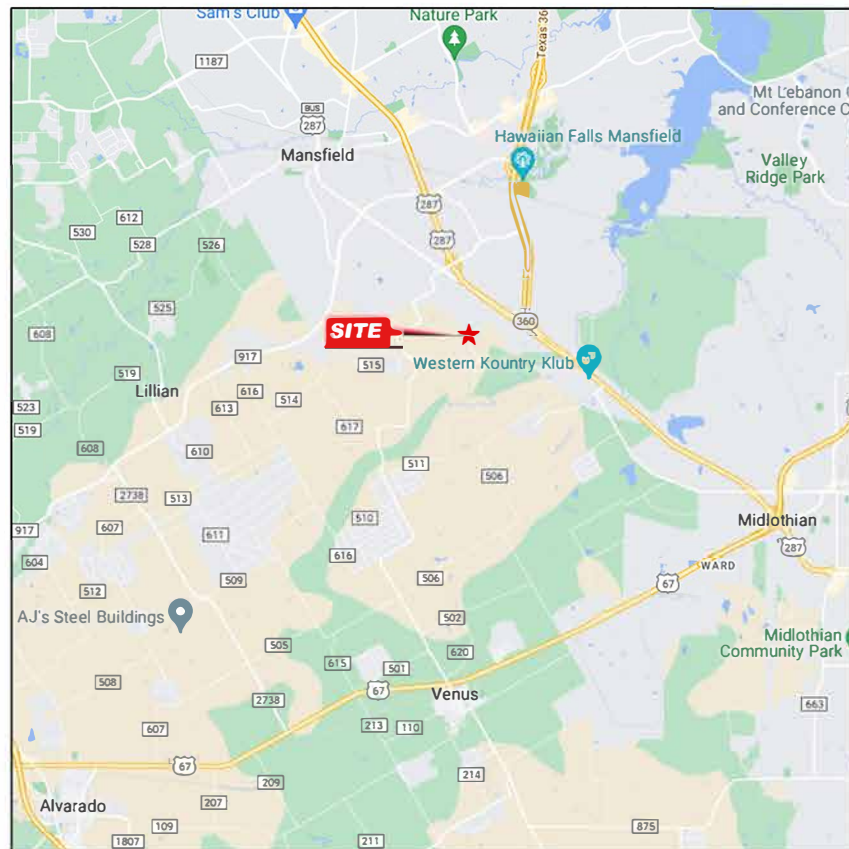 Sam's Club
Nature Park
Texas 36
1187
Mt Lebanon C
and Conference C
BUS
287
Mansfield
Hawaiian Falls Mansfield
Valley
Ridge Park
287
612
530
528
526
287
525
360
SITE
608
917
515
Western Kountry Klub
519
Lillian
616
514
613
523
519
617
608
610
511
506
2738
513
510
Midlothian
917
607
611
287
616
604
WARD
509
506
67
512
AJ's Steel Buildings
502
Midlothian
Community Park
505
620
615
501
508
67
Venus
2738
663
607
213
110
67
214
209
Alvarado
207
109
875
1807
211